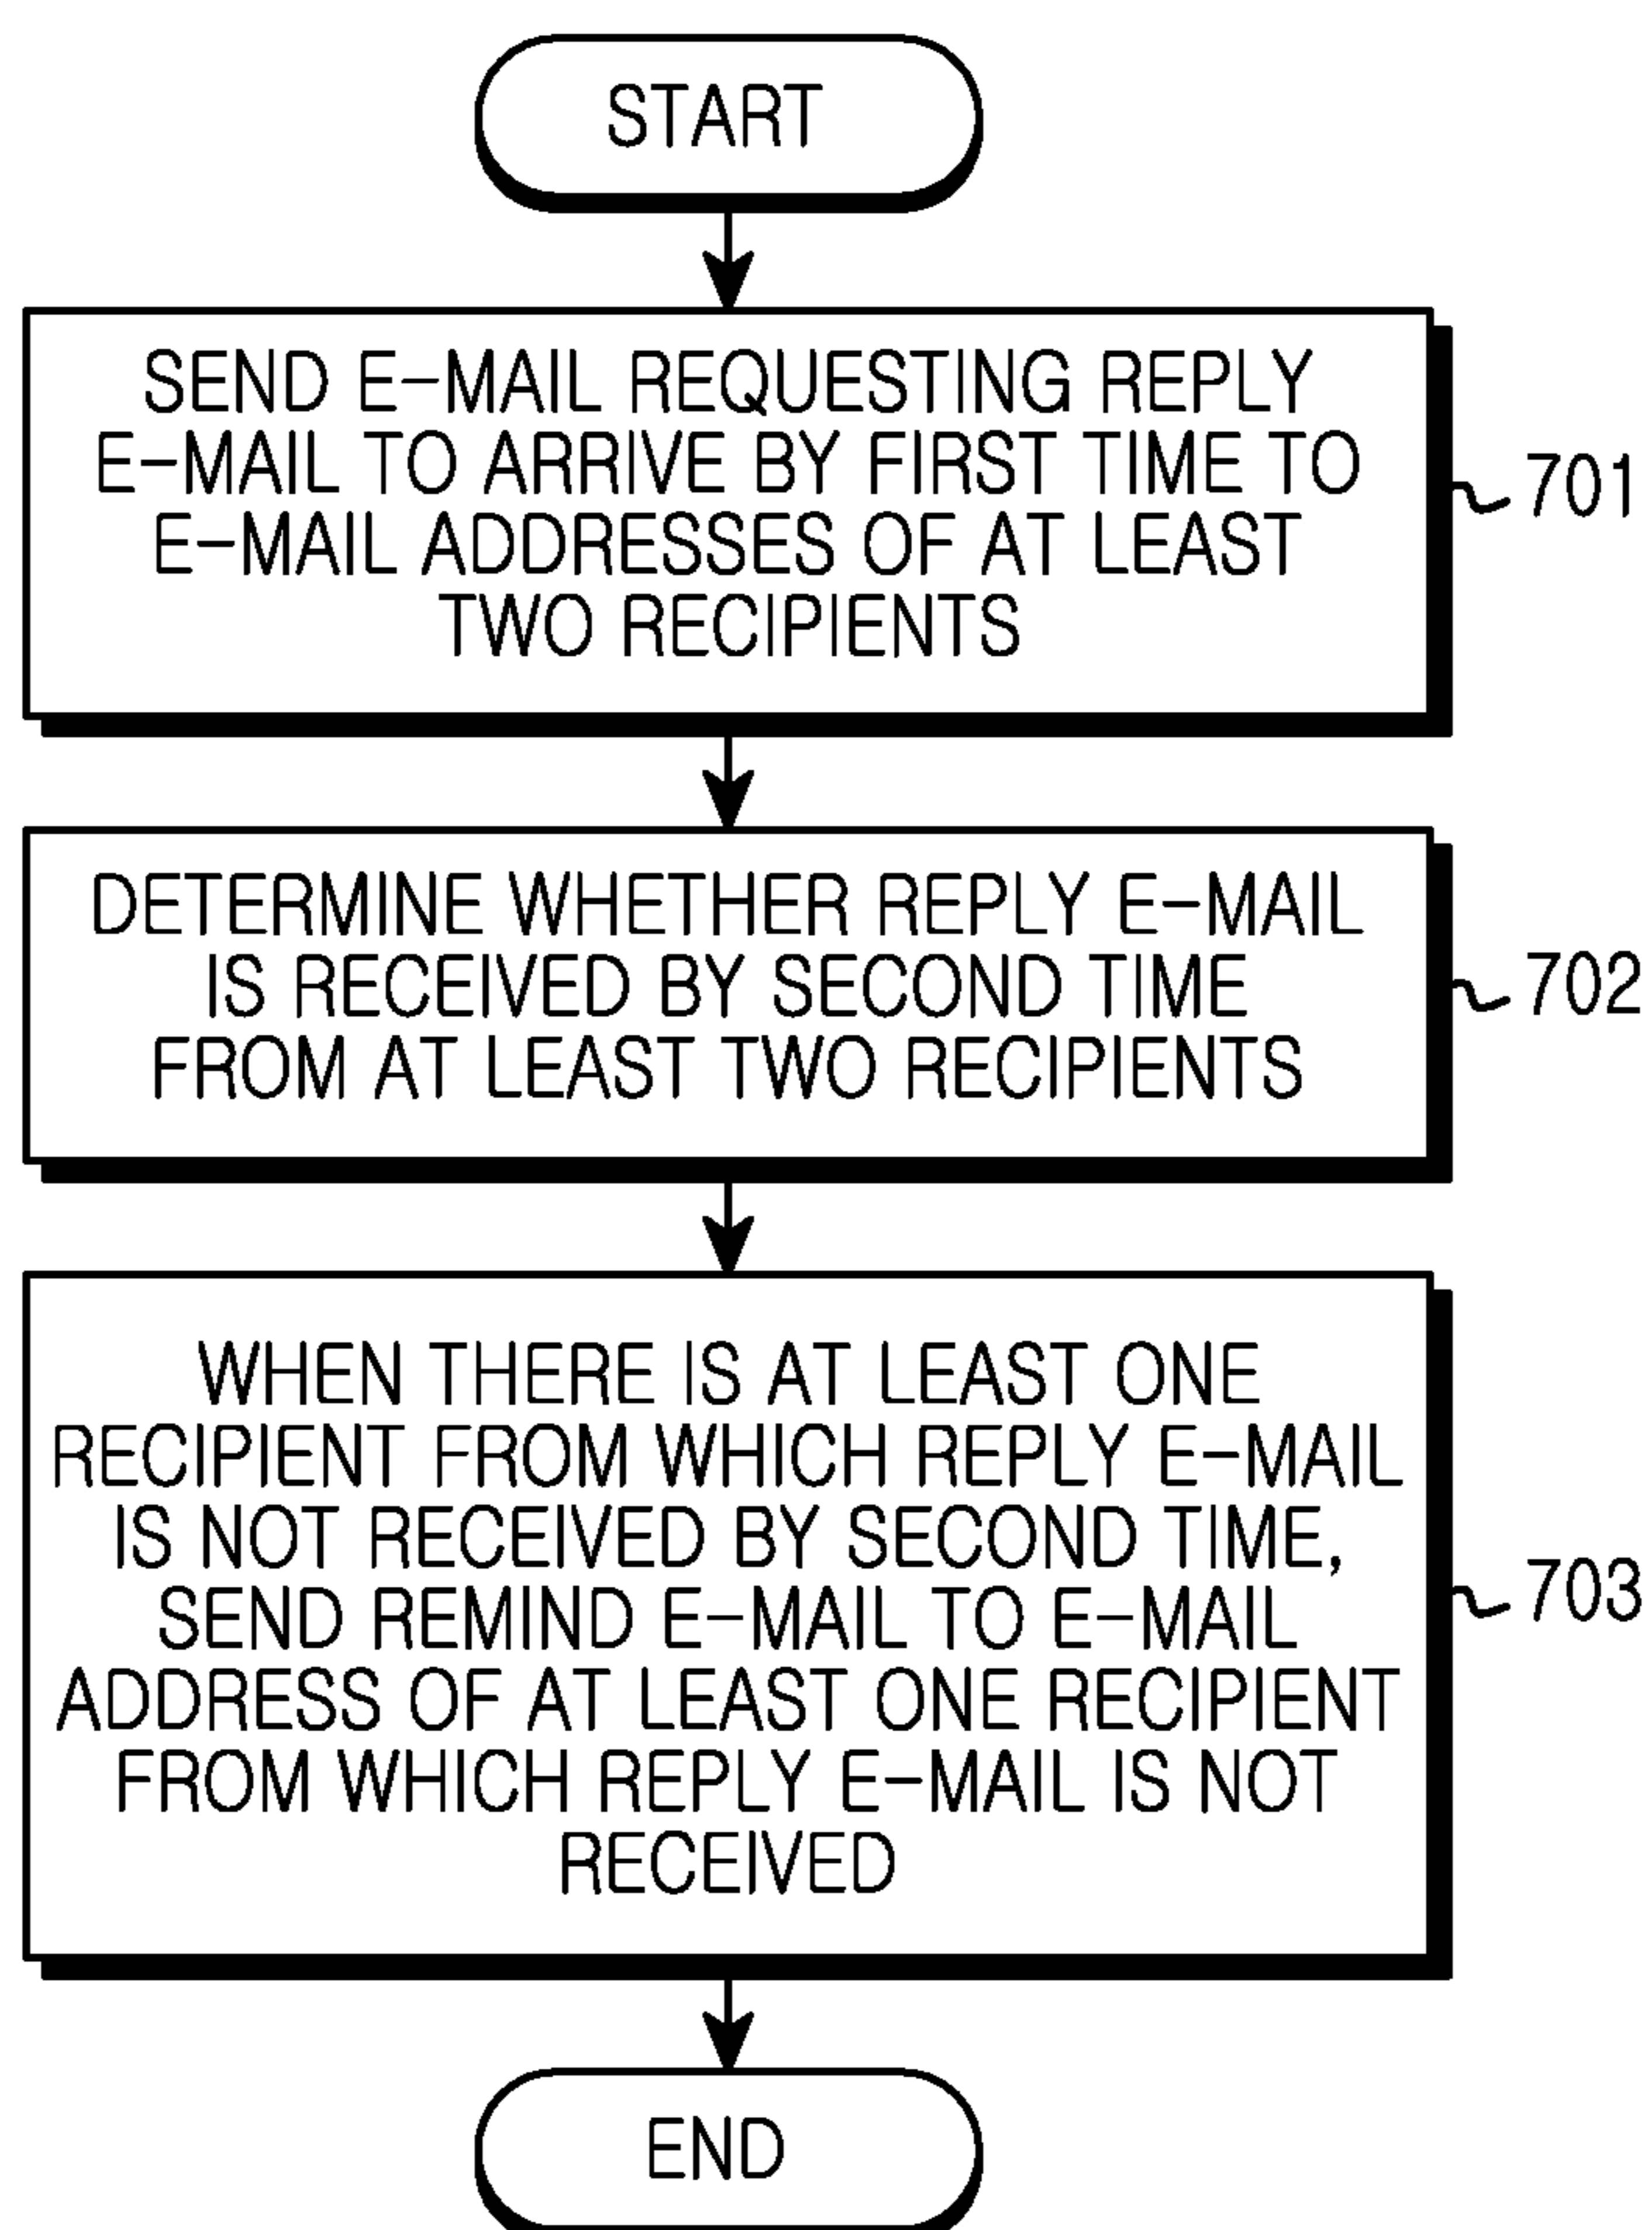 START
SEND E-MAIL REQUESTING REPLY
E-MAIL TO ARRIVE BY FIRST TIME TO
E-MAIL ADDRESSES OF AT LEAST
TWO RECIPIENTS
701
DETERMINE WHETHER REPLY E-MAIL
IS RECEIVED BY SECOND TIME
FROM AT LEAST TWO RECIPIENTS
702
WHEN THERE IS AT LEAST ONE
RECIPIENT FROM WHICH REPLY E-MAIL
IS NOT RECEIVED BY SECOND TIME,
SEND REMIND E-MAIL TO E-MAIL
ADDRESS OF AT LEAST ONE RECIPIENT
FROM WHICH REPLY E-MAIL IS NOT
RECEIVED
703
END